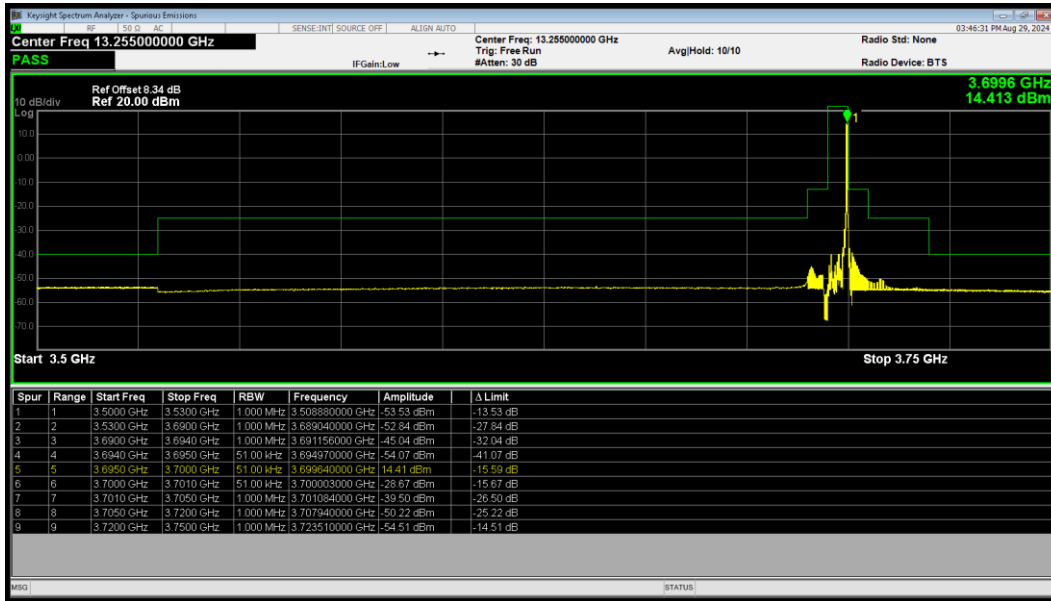 Keysight Spectrum Analyzer - Spurious Emissions
RF 50 Ω AC SENSE:INT SOURCE OFF ALIGN AUTO 03:46:31 PM Aug 29, 2024
Center Freq 13.255000000 GHz
PASS
IFGain:Low
Center Freq: 13.255000000 GHz
Trig: Free Run
#Atten: 30 dB
Avg|Hold: 10/10
Radio Std: None
Radio Device: BTS
3.6996 GHz
14.413 dBm
Ref Offset 8.34 dB
10 dB/div Ref 20.00 dBm
Log
1
10.0
0.00
-10.0
-20.0
-30.0
-40.0
-50.0
-60.0
-70.0
Start 3.5 GHz Stop 3.75 GHz
Spur Range Start Freq Stop Freq RBW Frequency Amplitude Δ Limit
1 1 3.5000 GHz 3.5300 GHz 1.000 MHz 3.508880000 GHz -53.53 dBm -13.53 dB
2 2 3.5300 GHz 3.6900 GHz 1.000 MHz 3.689040000 GHz -52.84 dBm -27.84 dB
3 3 3.6900 GHz 3.6940 GHz 1.000 MHz 3.691156000 GHz -45.04 dBm -32.04 dB
4 4 3.6940 GHz 3.6950 GHz 51.00 kHz 3.694970000 GHz -54.07 dBm -41.07 dB
5 5 3.6950 GHz 3.7000 GHz 51.00 kHz 3.699640000 GHz 14.41 dBm -15.59 dB
6 6 3.7000 GHz 3.7010 GHz 51.00 kHz 3.700003000 GHz -28.67 dBm -15.67 dB
7 7 3.7010 GHz 3.7050 GHz 1.000 MHz 3.701084000 GHz -39.50 dBm -26.50 dB
8 8 3.7050 GHz 3.7200 GHz 1.000 MHz 3.707940000 GHz -50.22 dBm -25.22 dB
9 9 3.7200 GHz 3.7500 GHz 1.000 MHz 3.723510000 GHz -54.51 dBm -14.51 dB
MSG STATUS